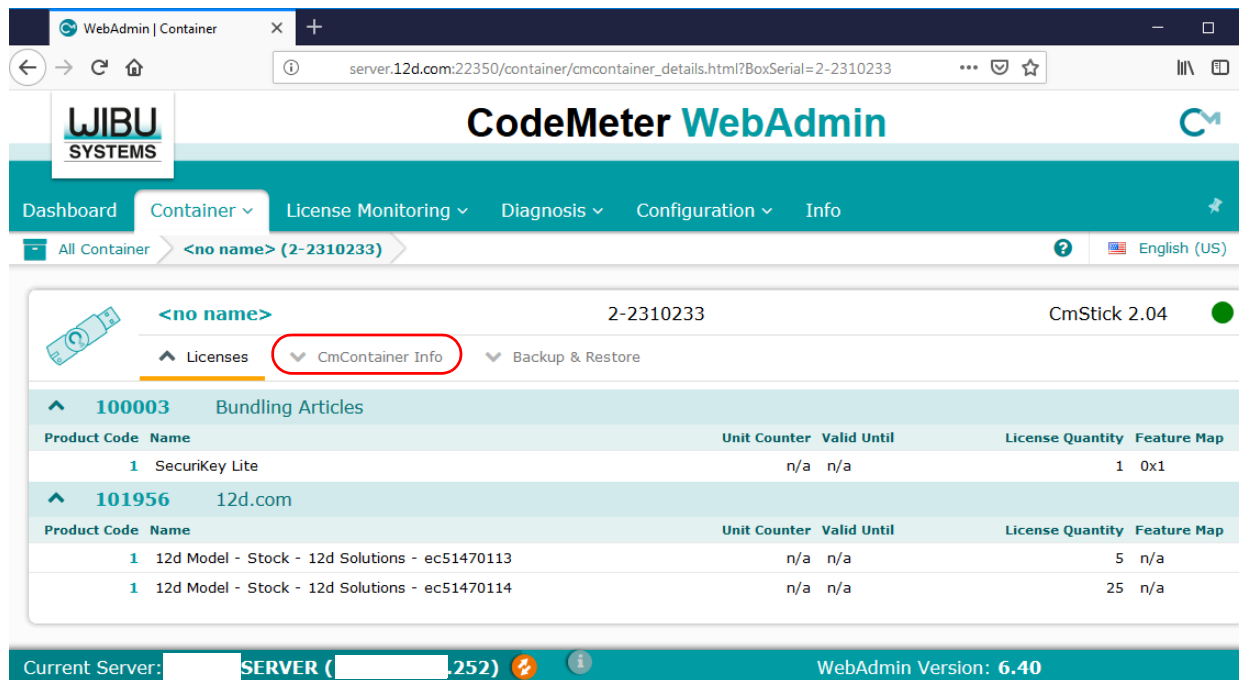 WebAdmin | Container
server.12d.com:22350/container/cmcontainer_details.html?BoxSerial=2-2310233
WIBU
SYSTEMS
CodeMeter WebAdmin
Dashboard Container License Monitoring Diagnosis Configuration Info
All Container <no name> (2-2310233) English (US)
<no name> 2-2310233 CmStick 2.04
Licenses CmContainer Info Backup & Restore
100003 Bundling Articles
Product Code Name Unit Counter Valid Until License Quantity Feature Map
1 SecuriKey Lite n/a n/a 1 0x1
101956 12d.com
Product Code Name Unit Counter Valid Until License Quantity Feature Map
1 12d Model - Stock - 12d Solutions - ec51470113 n/a n/a 5 n/a
1 12d Model - Stock - 12d Solutions - ec51470114 n/a n/a 25 n/a
Current Server: SERVER ( .252) WebAdmin Version: 6.40